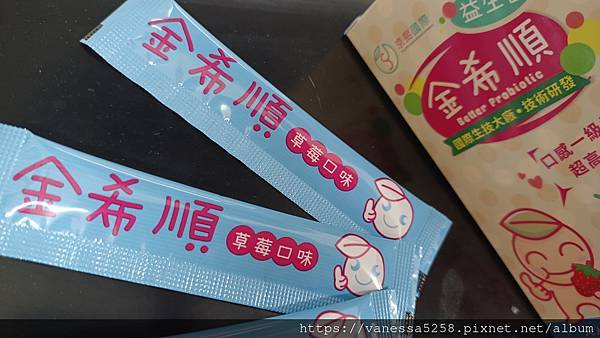 金希順
草莓口味
金希順
草莓口味
益生
金希順
Better Probiotic
國際生技大廠·技術研發
口感一級
超高
https://vanessa5258.pixnet.net/album